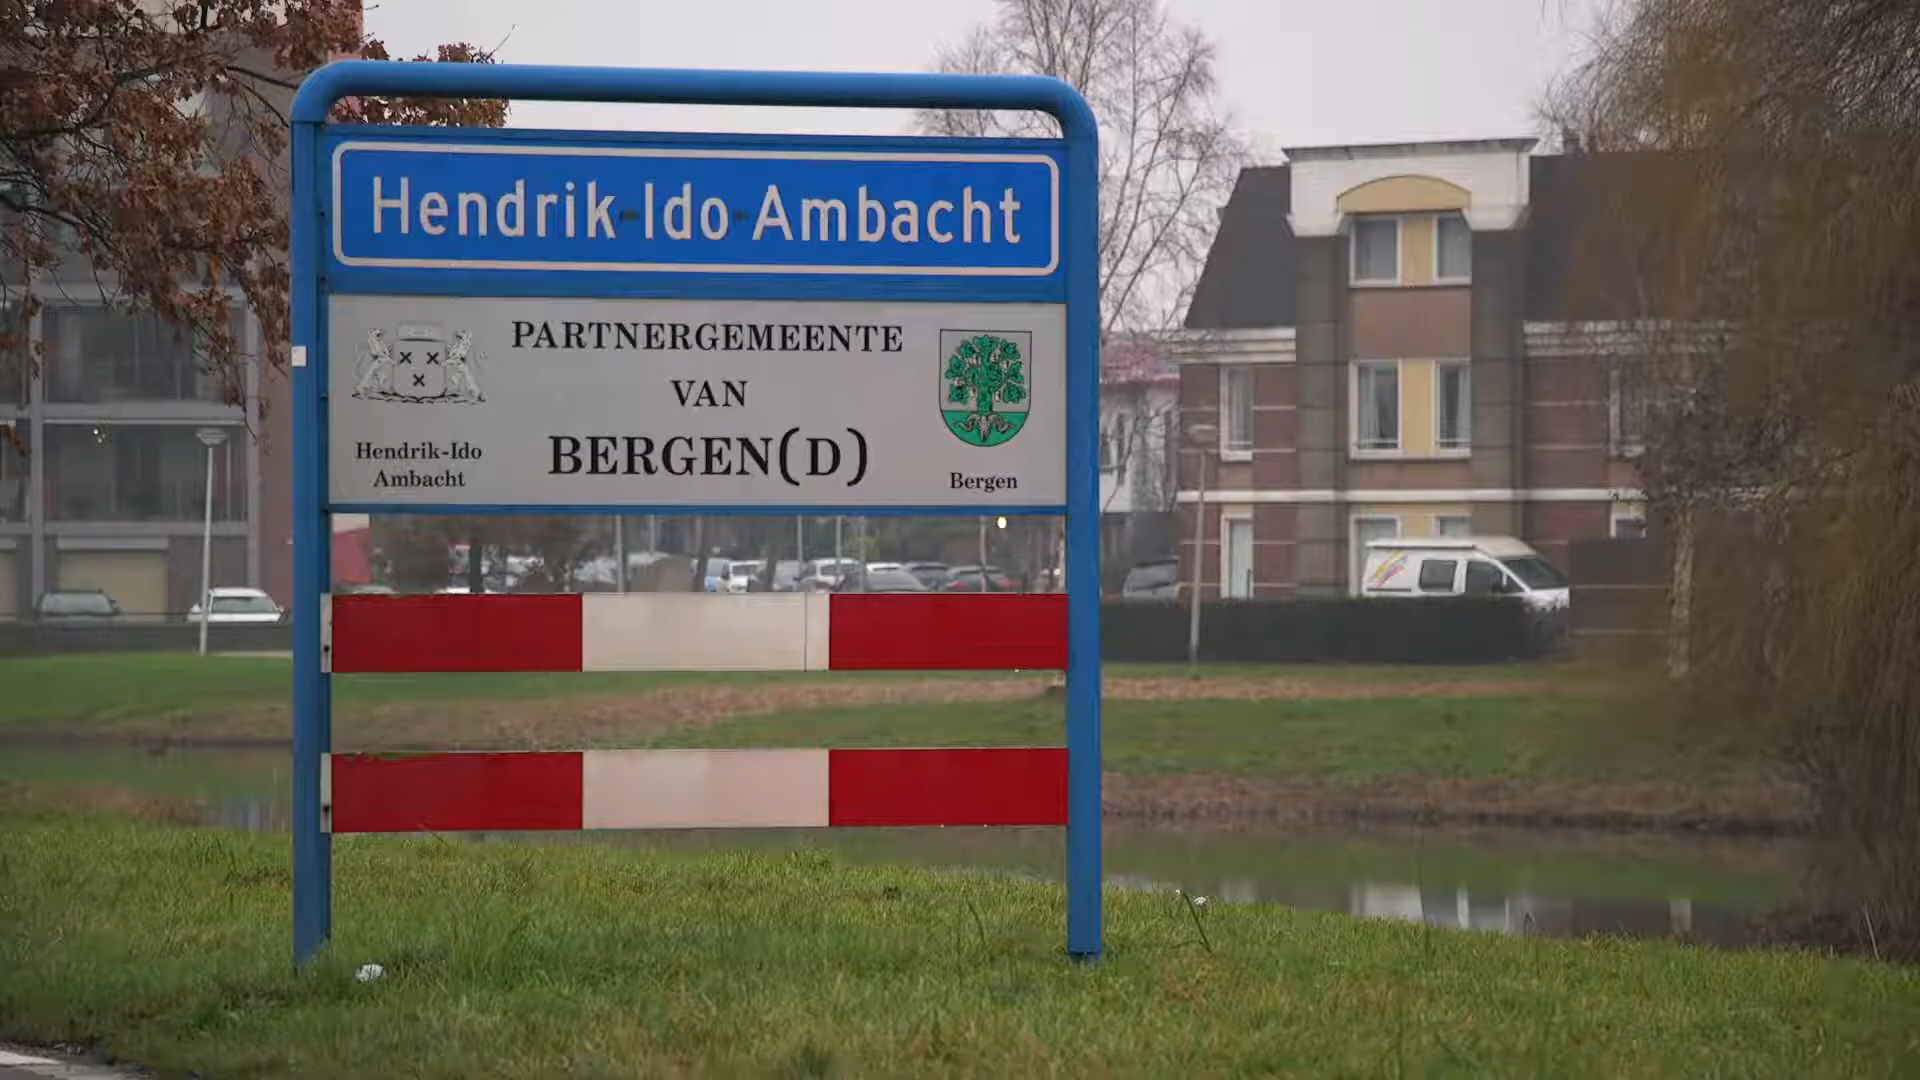 Hendrik-Ido-Ambacht
PARTNERGEMEENTE
VAN
BERGEN(D)
Hendrik-Ido
Ambacht
Bergen